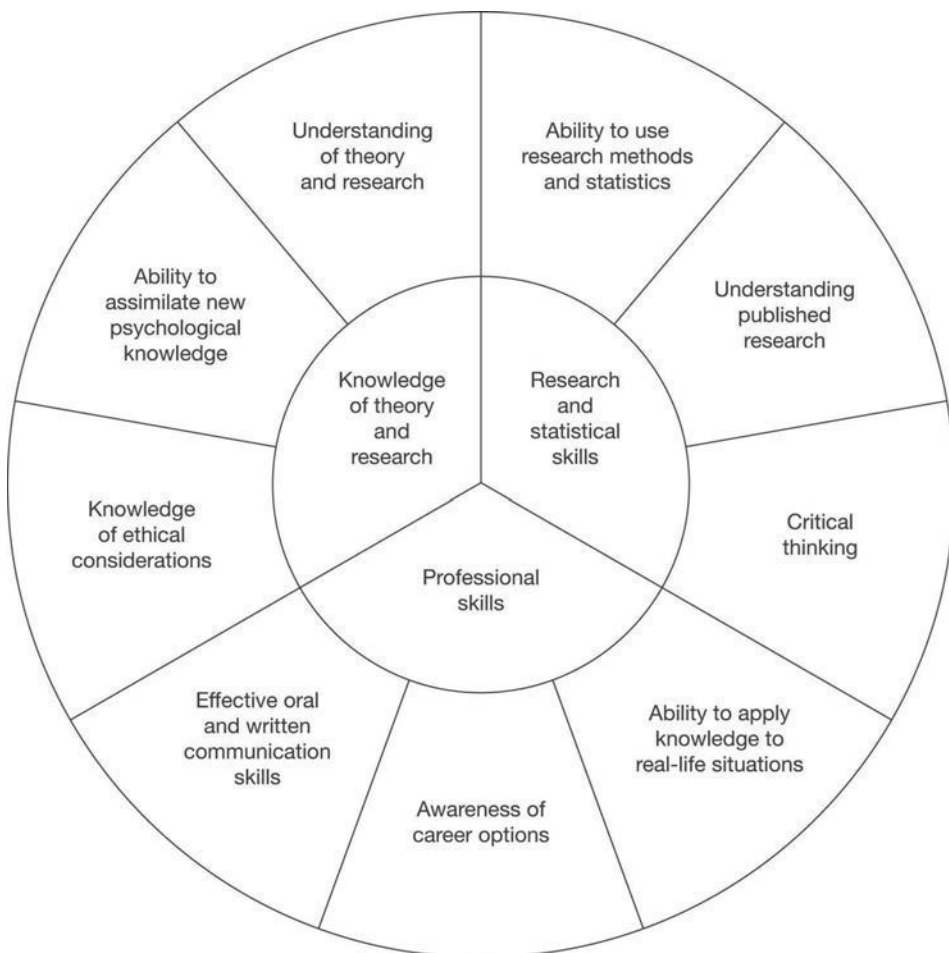 Understanding
of theory
and research
Ability to use
research methods
and statistics
Understanding
published
research
Critical
thinking
Ability to apply
knowledge to
real-life situations
Awareness of
career options
Effective oral
and written
communication
skills
Knowledge
of ethical
considerations
Ability to
assimilate new
psychological
knowledge
Knowledge
of theory
and
research
Research
and
statistical
skills
Professional
skills